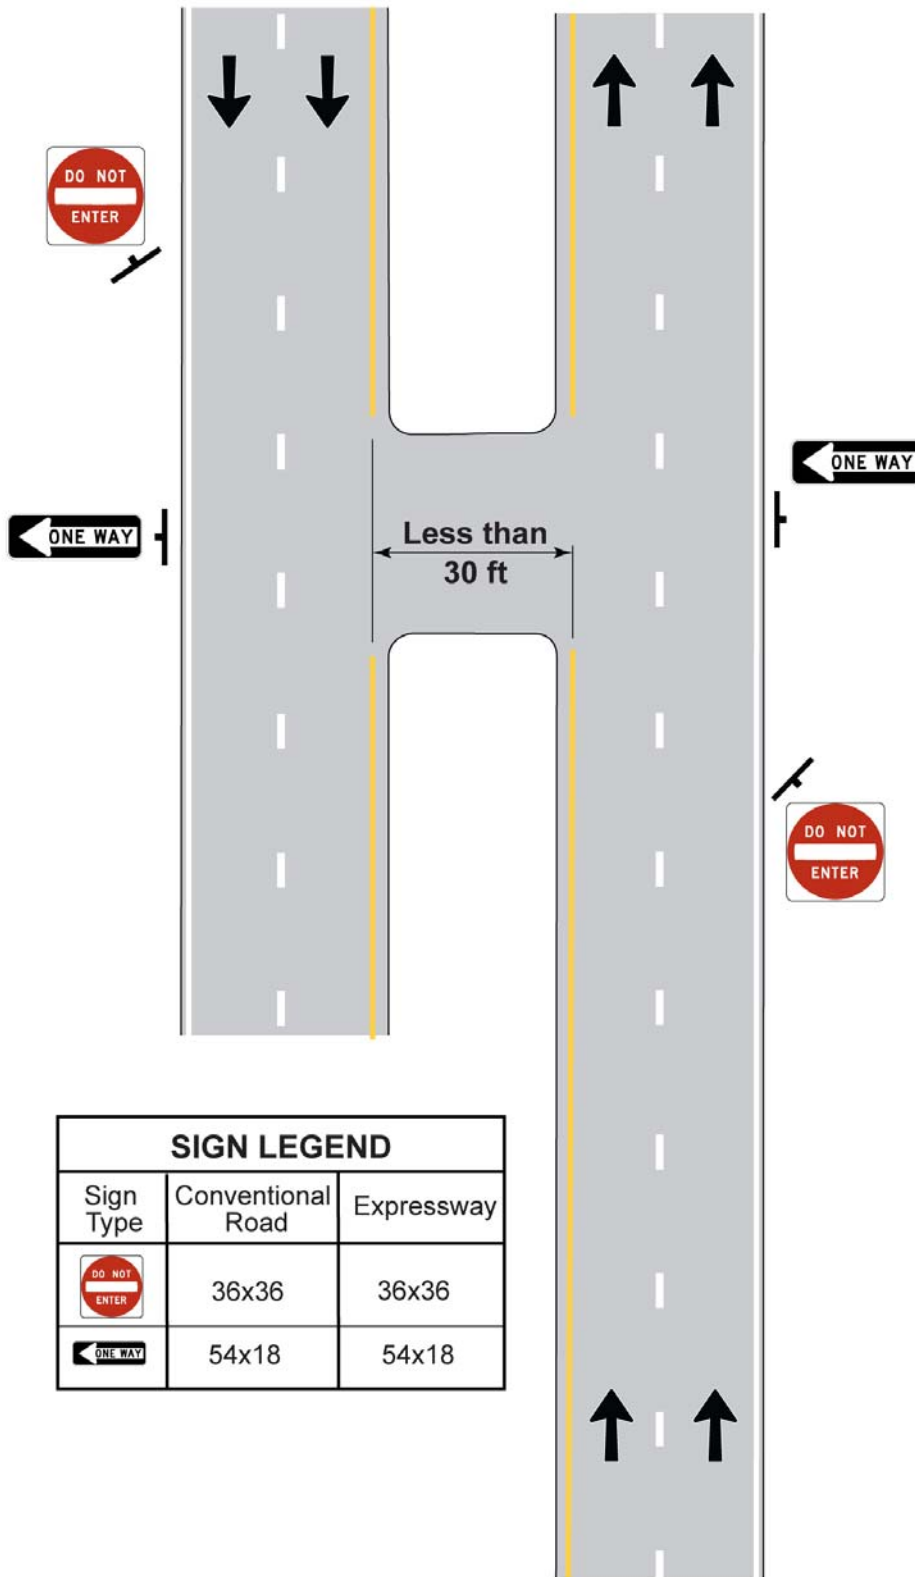 DO NOT
ENTER
ONE WAY
ONE WAY
Less than
30 ft
DO NOT
ENTER
SIGN LEGEND
Sign
Type
Conventional
Road
Expressway
DO NOT
ENTER
36x36
36x36
ONE WAY
54x18
54x18